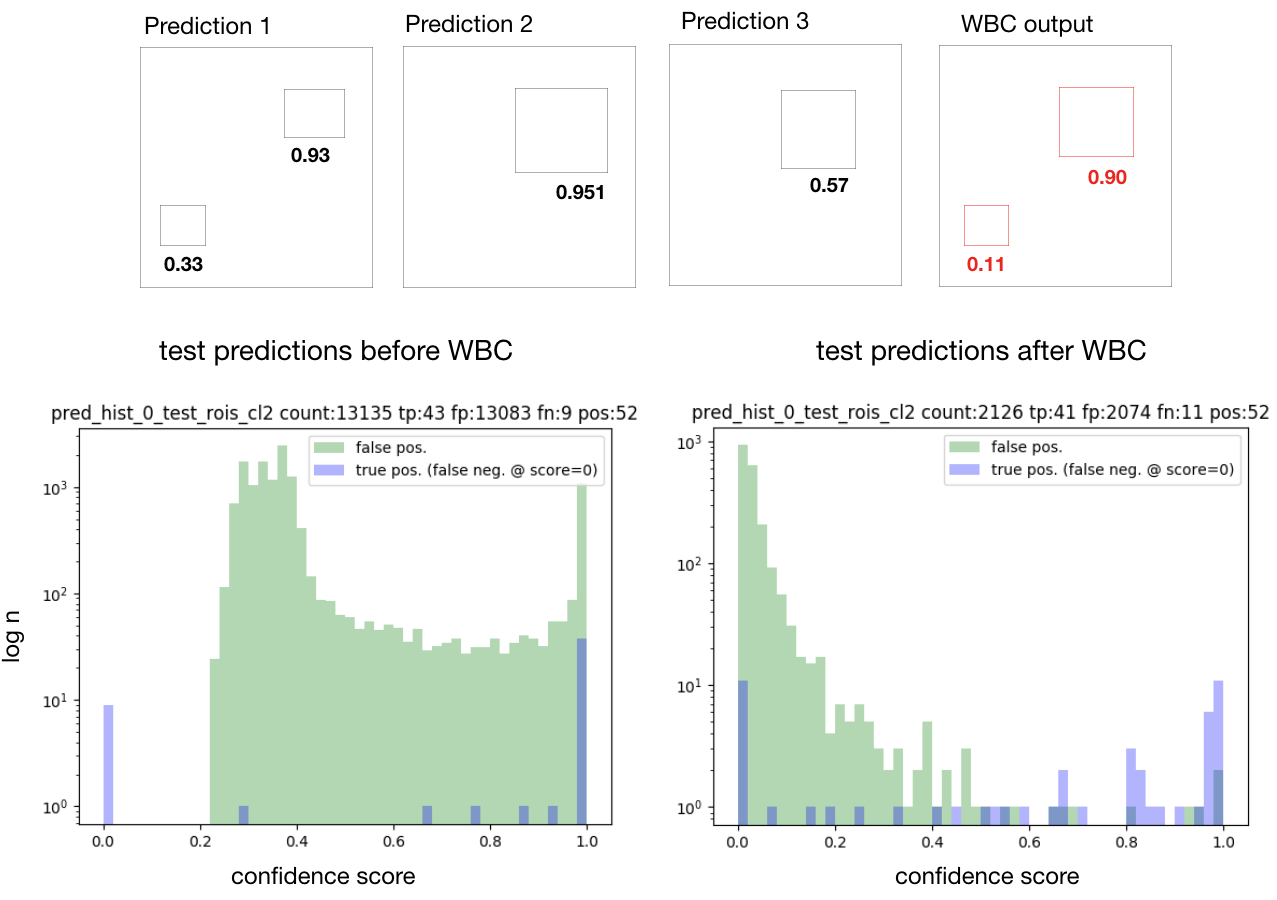 Prediction 1
Prediction 2
Prediction 3
WBC output
0.93
0.33
0.951
0.57
0.90
0.11
test predictions before WBC
test predictions after WBC
pred_hist_0_test_rois_cl2 count:13135 tp:43 fp:13083 fn:9 pos:52
false pos.
true pos. (false neg. @ score=0)
10³
10²
10¹
10⁰
log n
0.0 0.2 0.4 0.6 0.8 1.0
confidence score
pred_hist_0_test_rois_cl2 count:2126 tp:41 fp:2074 fn:11 pos:52
false pos.
true pos. (false neg. @ score=0)
10³
10²
10¹
10⁰
0.0 0.2 0.4 0.6 0.8 1.0
confidence score